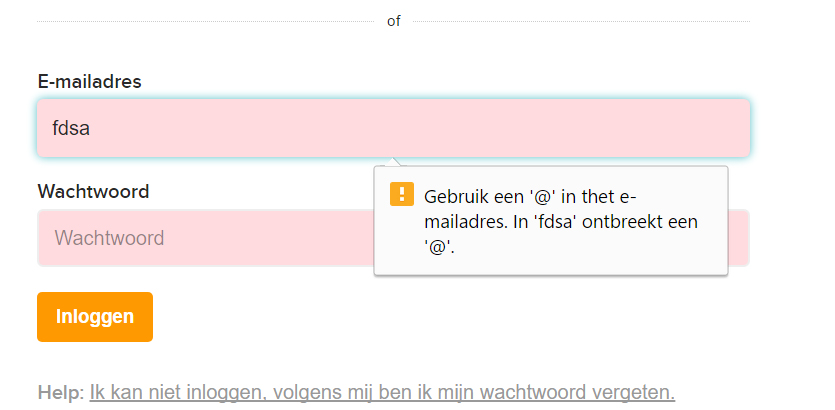 of
E-mailadres
fdsa
Gebruik een '@' in thet e-
mailadres. In 'fdsa' ontbreekt een
'@'.
Wachtwoord
Wachtwoord
Inloggen
Help: Ik kan niet inloggen, volgens mij ben ik mijn wachtwoord vergeten.